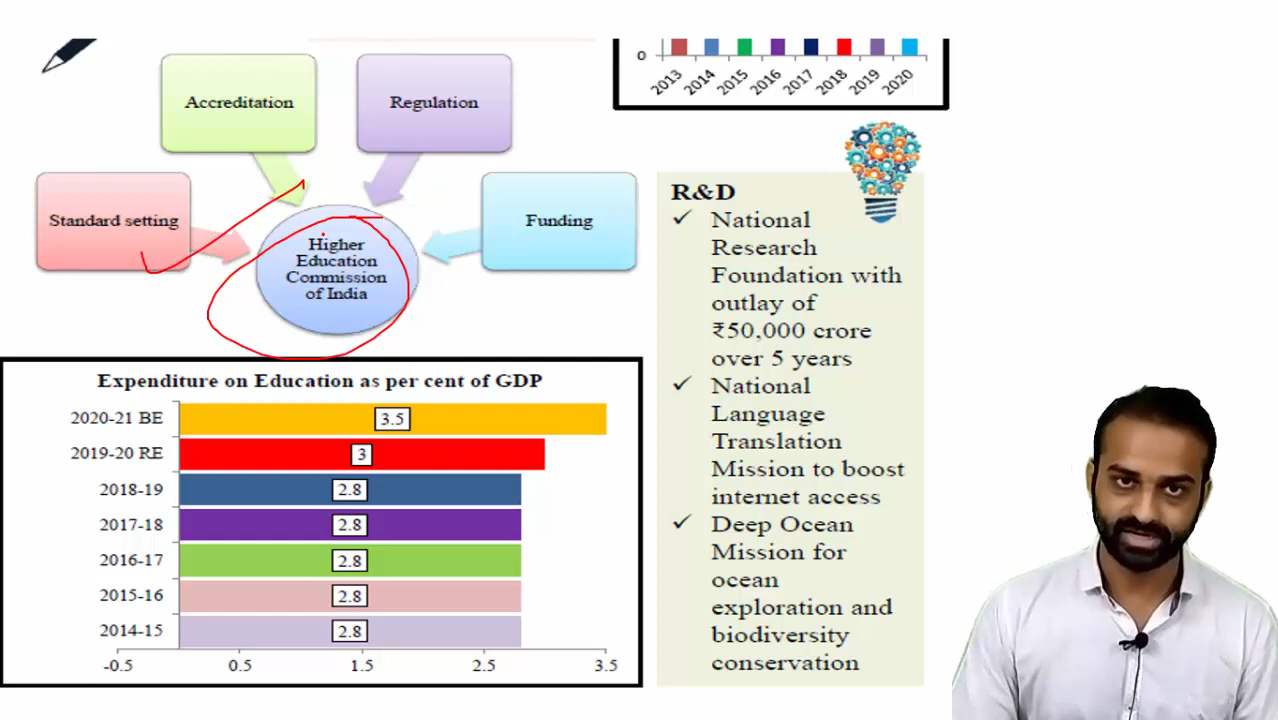 Accreditation
Regulation
Standard setting
Funding
Higher
Education
Commission
of India
0
2013
2014
2015
2016
2017
2018
2019
2020
R&D
✓ National
Research
Foundation with
outlay of
₹50,000 crore
over 5 years
✓ National
Language
Translation
Mission to boost
internet access
✓ Deep Ocean
Mission for
ocean
exploration and
biodiversity
conservation
Expenditure on Education as per cent of GDP
2020-21 BE 3.5
2019-20 RE 3
2018-19 2.8
2017-18 2.8
2016-17 2.8
2015-16 2.8
2014-15 2.8
-0.5 0.5 1.5 2.5 3.5